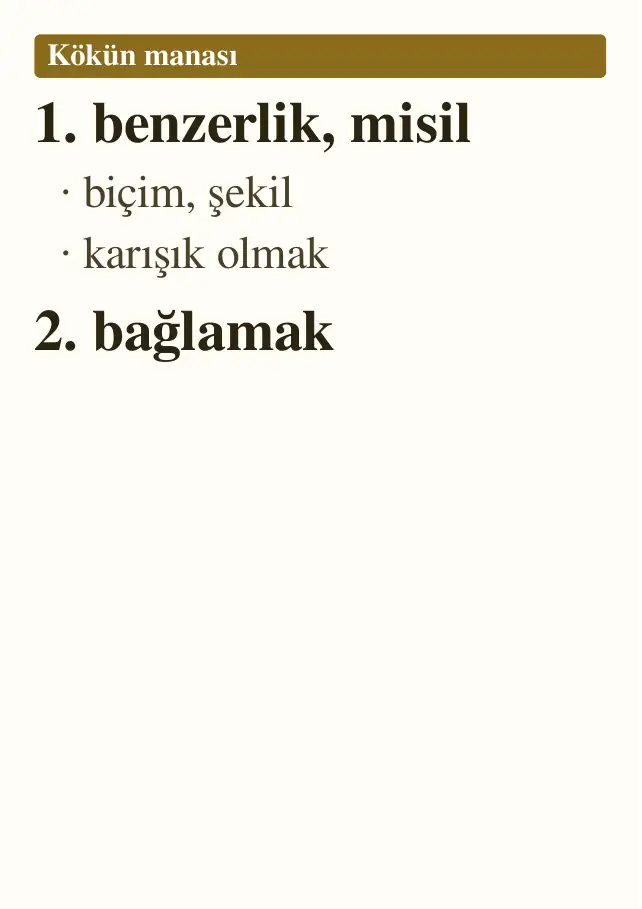 Kökün manası
1. benzerlik, misil
· biçim, şekil
· karışık olmak
2. bağlamak